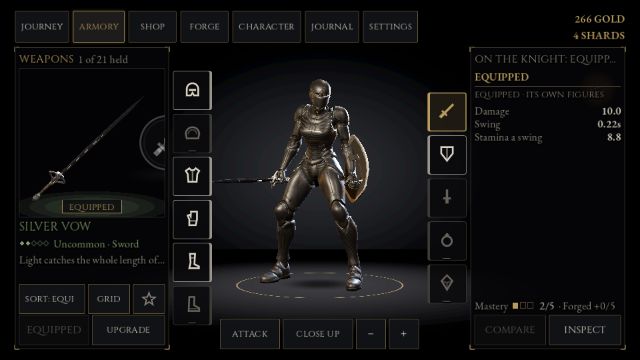 JOURNEY
ARMORY
SHOP
FORGE
CHARACTER
JOURNAL
SETTINGS
266 GOLD
4 SHARDS
WEAPONS 1 of 21 held
EQUIPPED
SILVER VOW
Uncommon · Sword
Light catches the whole length of...
SORT: EQUI
GRID
EQUIPPED
UPGRADE
ATTACK
CLOSE UP
−
+
ON THE KNIGHT: EQUIPP...
EQUIPPED
EQUIPPED · ITS OWN FIGURES
Damage 10.0
Swing 0.22s
Stamina a swing 8.8
Mastery 2/5 · Forged +0/5
COMPARE
INSPECT